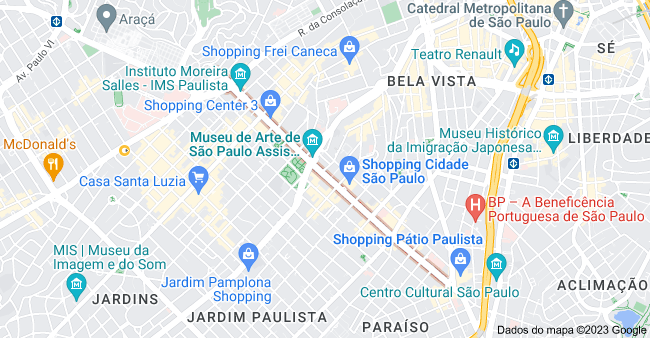 Araçá
R. da Consolação
Catedral Metropolitana
de São Paulo
Av. Paulo VI
Shopping Frei Caneca
Teatro Renault
SÉ
Instituto Moreira
Salles - IMS Paulista
BELA VISTA
Shopping Center 3
McDonald's
Museu de Arte de
São Paulo Assis...
Museu Histórico
da Imigração Japonesa...
LIBERDADE
Casa Santa Luzia
Shopping Cidade
São Paulo
BP – A Beneficência
Portuguesa de São Paulo
MIS | Museu da
Imagem e do Som
Shopping Pátio Paulista
Jardim Pamplona
Shopping
Centro Cultural São Paulo
ACLIMAÇÃO
JARDINS
JARDIM PAULISTA
PARAÍSO
Dados do mapa ©2023 Google